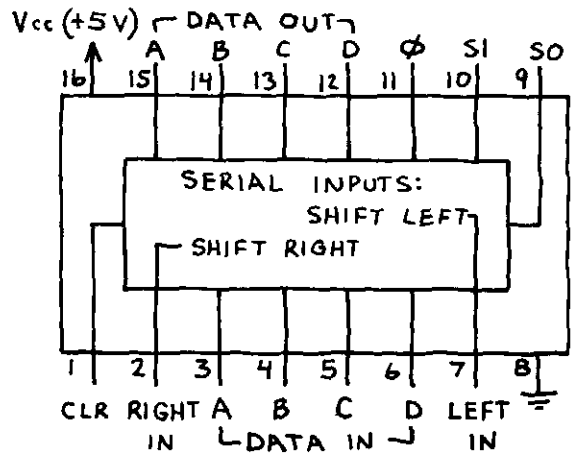 Vcc (+5V) DATA OUT
A B C D Ø S1 S0
16 15 14 13 12 11 10 9
SERIAL INPUTS:
SHIFT LEFT
SHIFT RIGHT
1 2 3 4 5 6 7 8
CLR RIGHT A B C D LEFT
IN DATA IN IN